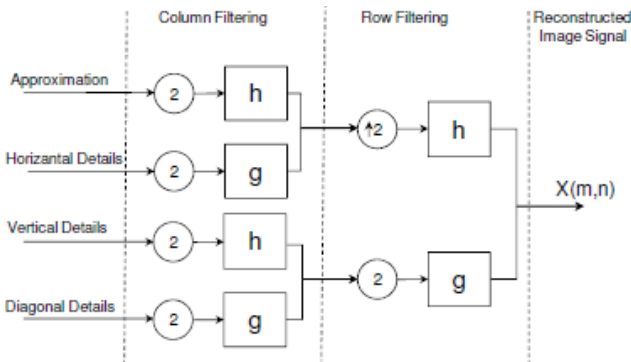 Column Filtering
Row Filtering
Reconstructed
Image Signal
Approximation
2
h
↑2
h
Horizantal Details
2
g
X(m,n)
Vertical Details
2
h
2
g
Diagonal Details
2
g